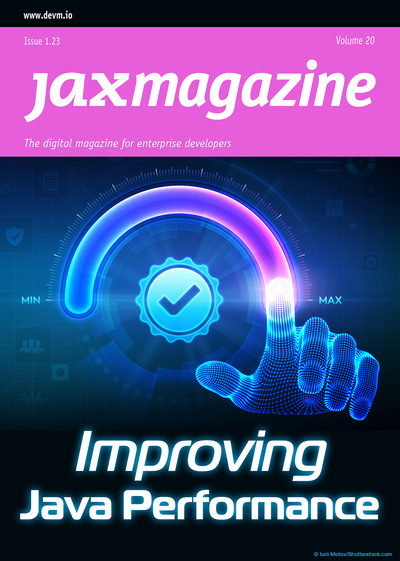 www.devm.io
Issue 1.23
Volume 20
jaxmagazine
The digital magazine for enterprise developers
MIN
MAX
Improving
Java Performance
© Iurii Motov/Shutterstock.com